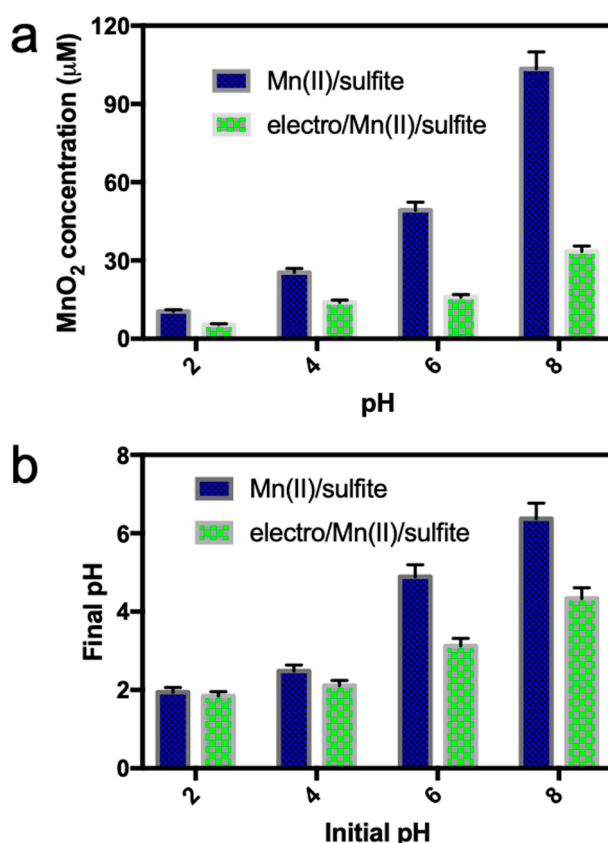 a
MnO2 concentration (μM)
120
90
60
30
0
Mn(II)/sulfite
electro/Mn(II)/sulfite
2 4 6 8
pH
b
Final pH
8
6
4
2
0
Mn(II)/sulfite
electro/Mn(II)/sulfite
2 4 6 8
Initial pH